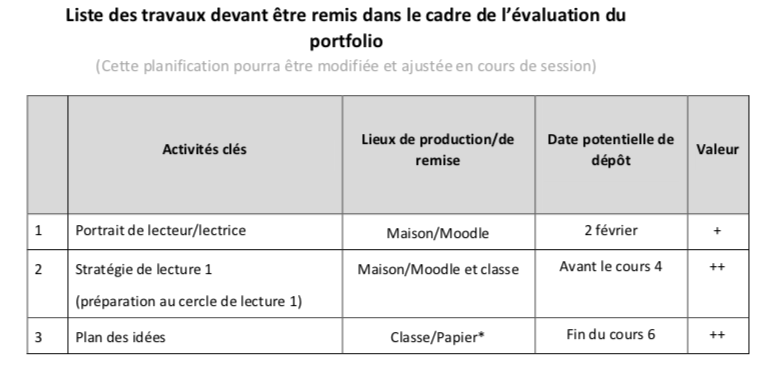 Liste des travaux devant être remis dans le cadre de l’évaluation du
portfolio
(Cette planification pourra être modifiée et ajustée en cours de session)
Activités clés
Lieux de production/de
remise
Date potentielle de
dépôt
Valeur
1 Portrait de lecteur/lectrice Maison/Moodle 2 février +
2 Stratégie de lecture 1 Maison/Moodle et classe Avant le cours 4 ++
(préparation au cercle de lecture 1)
3 Plan des idées Classe/Papier* Fin du cours 6 ++